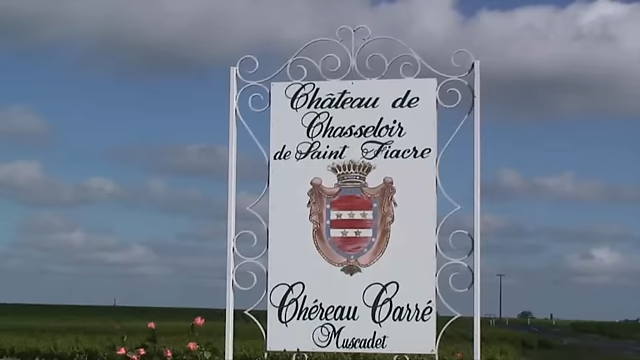 Château de
Chasseloir
de Saint Fiacre
Chéreau Carré
Muscadet